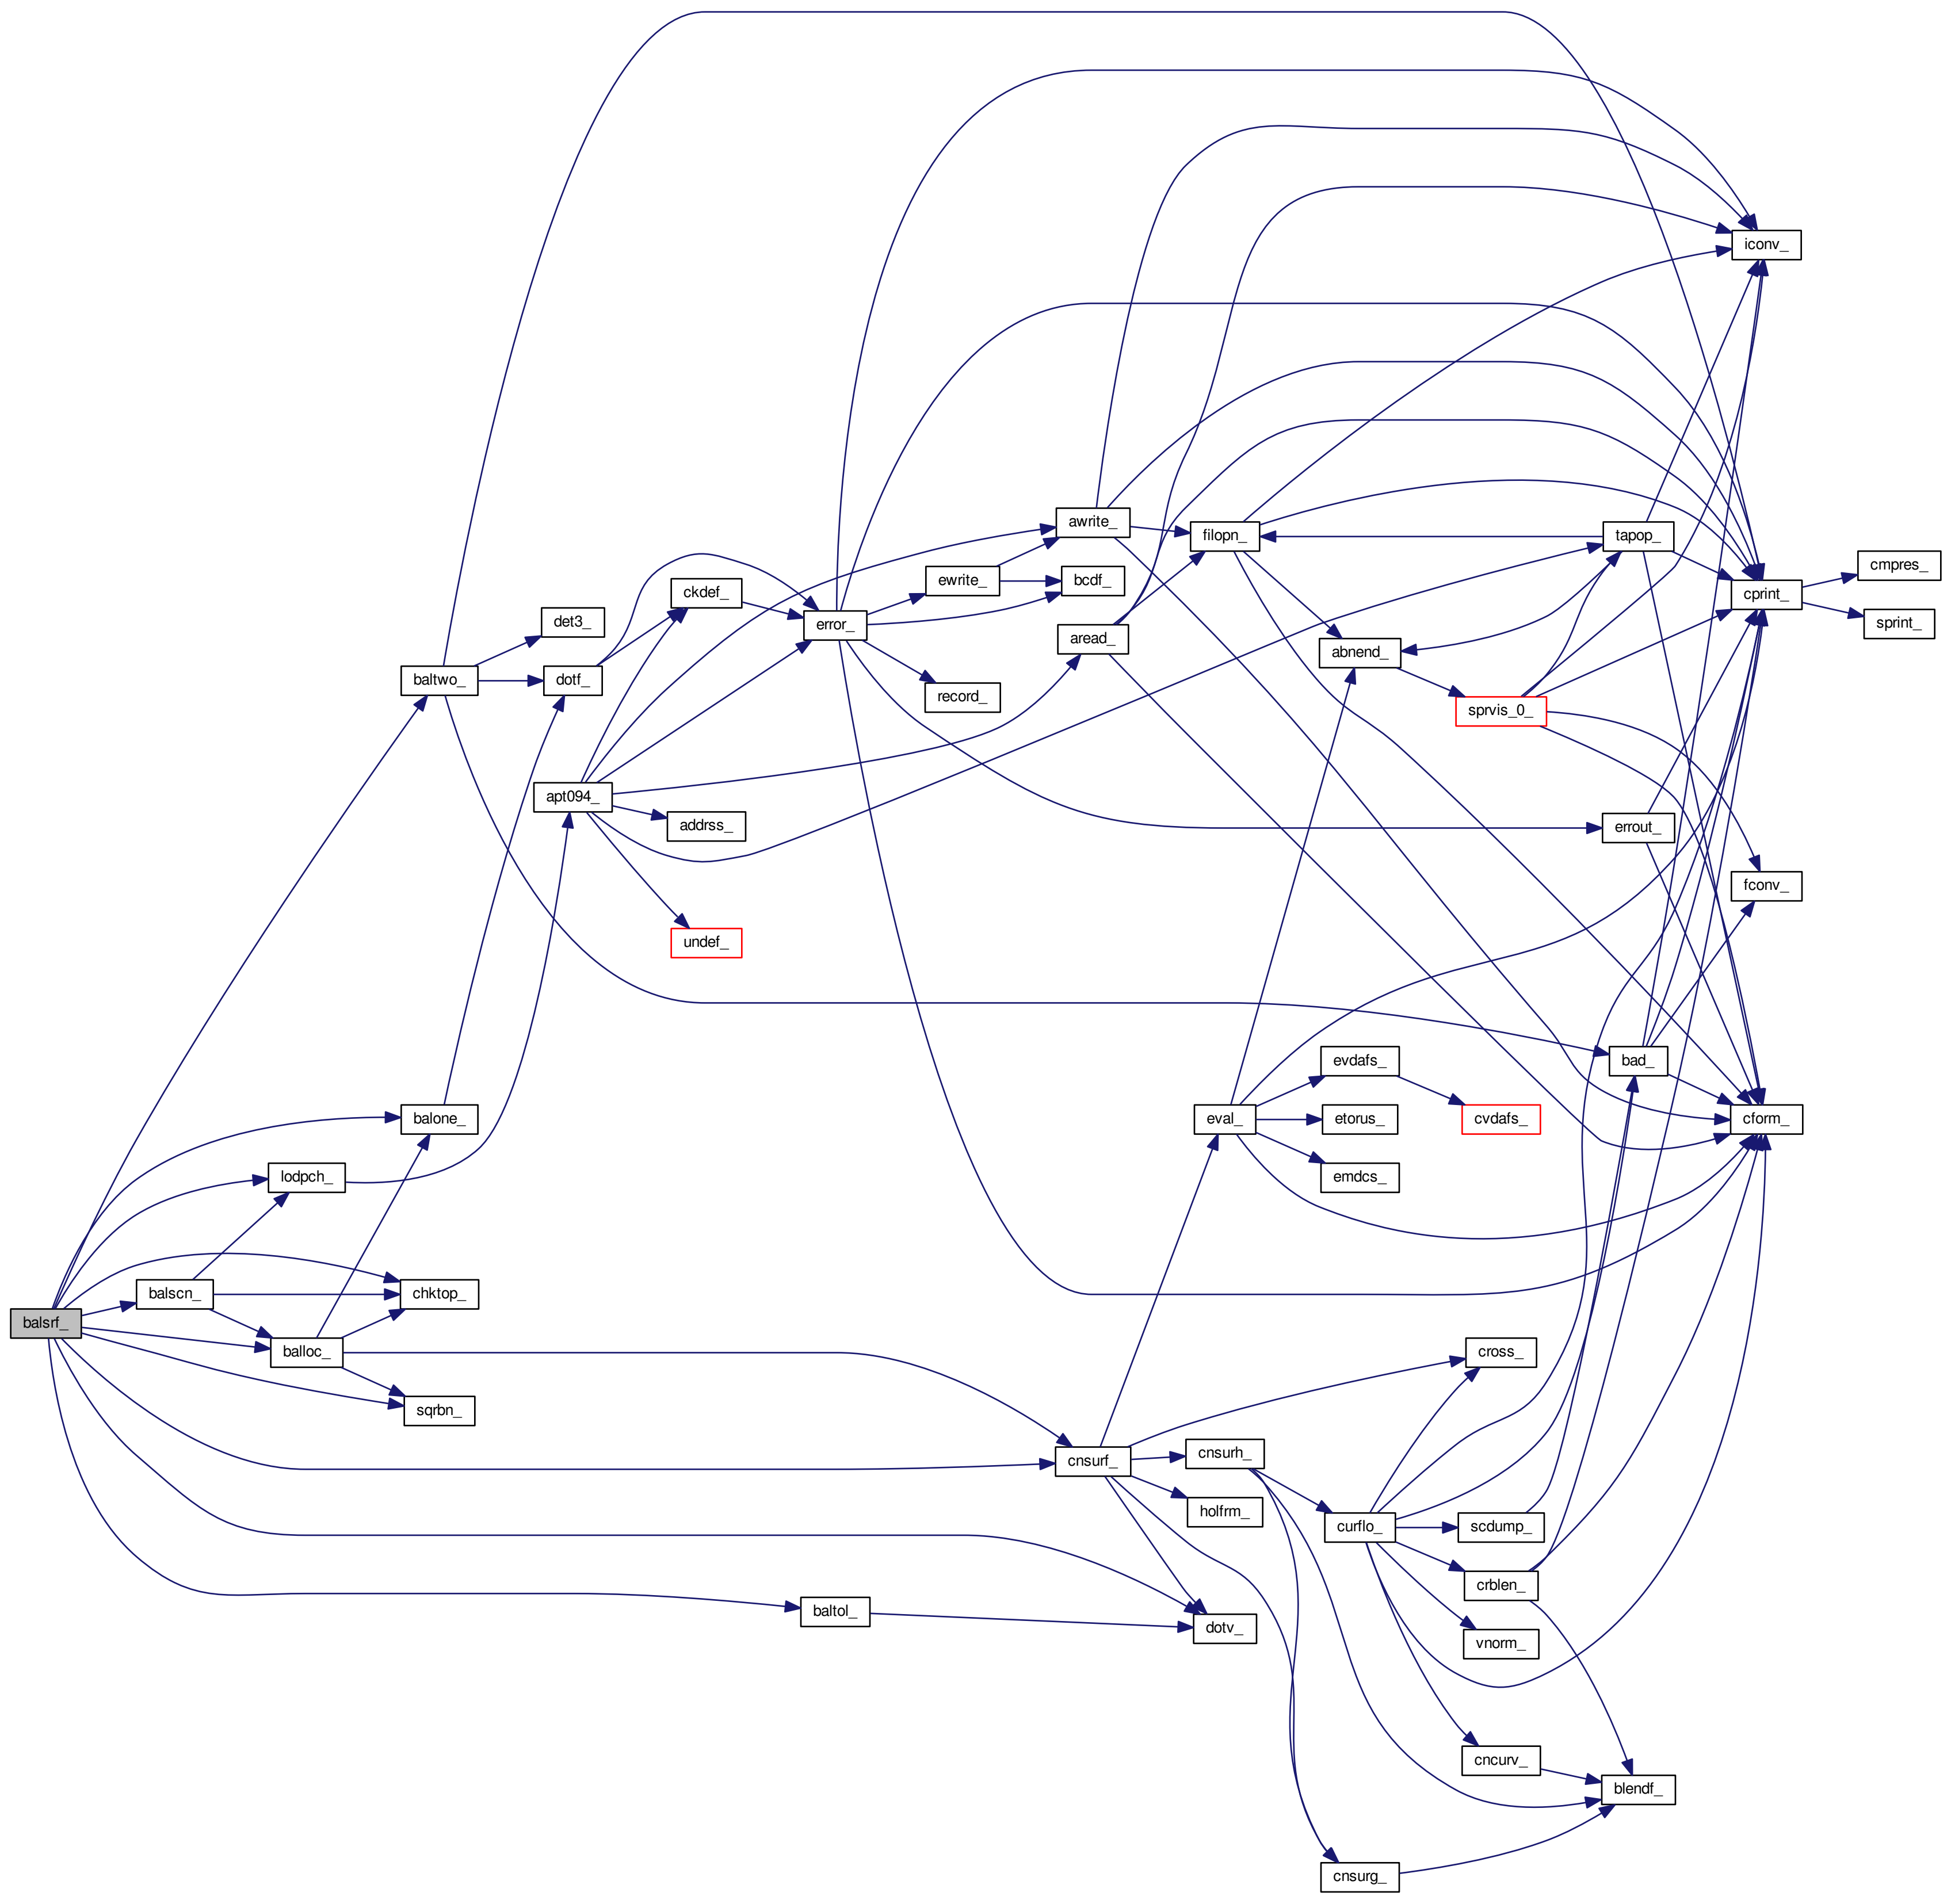 iconv_
awrite_
filopn_
tapop_
cmpres_
ewrite_
bcdf_
ckdef_
cprint_
det3_
error_
sprint_
aread_
abnend_
baltwo_
dotf_
record_
sprvis_0_
apt094_
addrss_
errout_
fconv_
undef_
evdafs_
bad_
balone_
eval_
etorus_
cvdafs_
cform_
lodpch_
emdcs_
balscn_
chktop_
balsrf_
balloc_
cross_
sqrbn_
cnsurf_
cnsurh_
holfrm_
curflo_
scdump_
crblen_
baltol_
dotv_
vnorm_
cncurv_
blendf_
cnsurg_